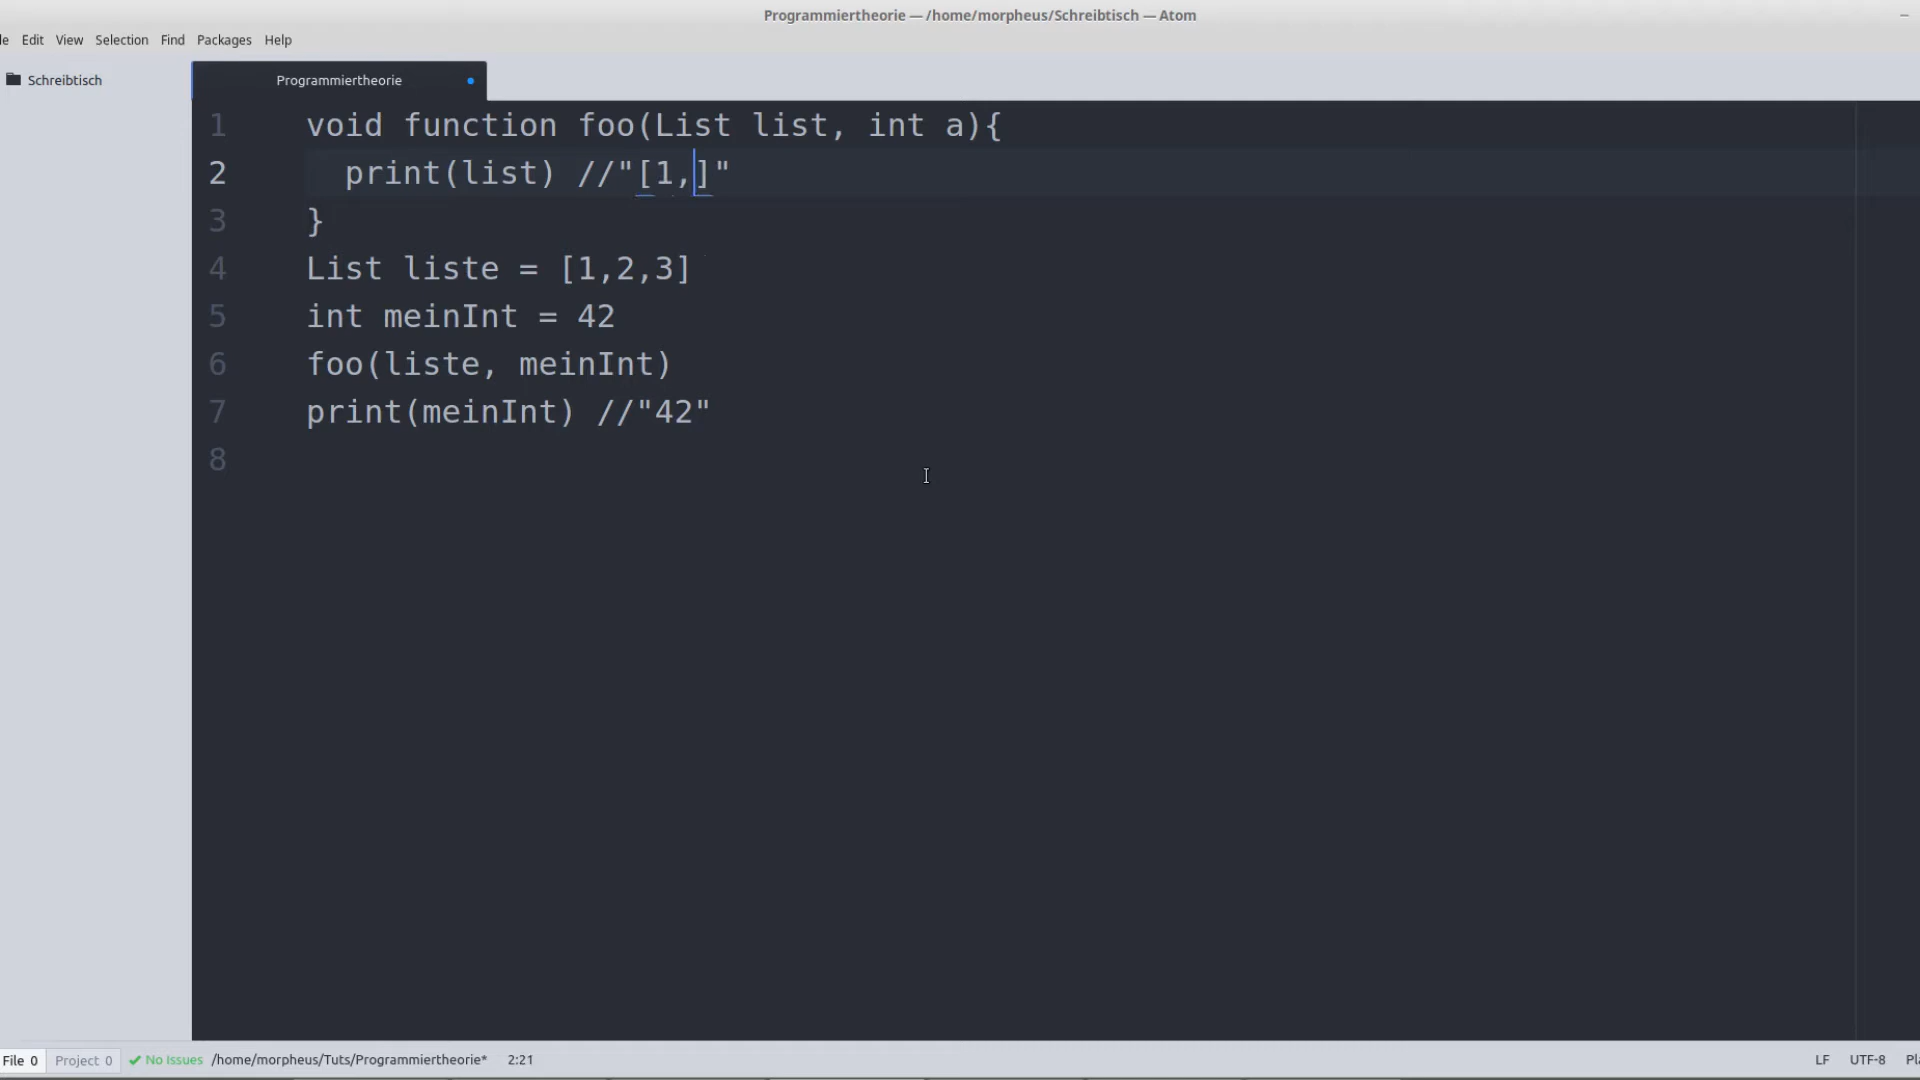 Programmiertheorie — /home/morpheus/Schreibtisch — Atom
le Edit View Selection Find Packages Help
Schreibtisch
Programmiertheorie
1 void function foo(List list, int a){
2   print(list) //"[1,]"
3 }
4 List liste = [1,2,3]
5 int meinInt = 42
6 foo(liste, meinInt)
7 print(meinInt) //"42"
8
File 0 Project 0 No Issues /home/morpheus/Tuts/Programmiertheorie* 2:21 LF UTF-8 Pl